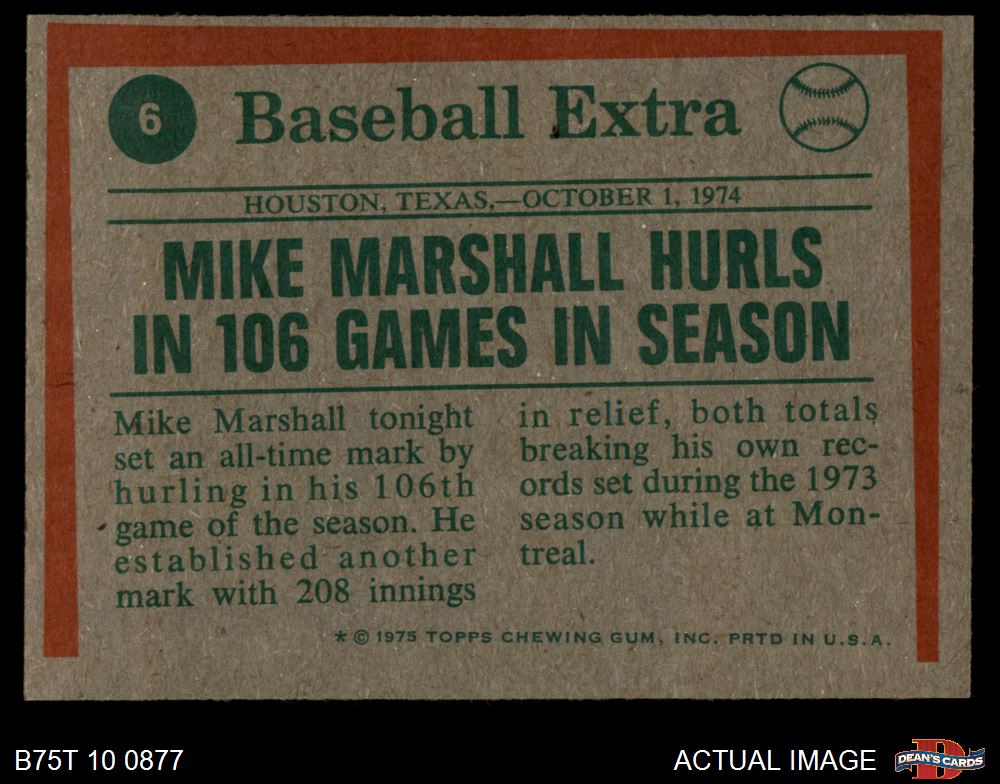 6
Baseball Extra
HOUSTON, TEXAS,—OCTOBER 1, 1974
MIKE MARSHALL HURLS
IN 106 GAMES IN SEASON
Mike Marshall tonight
set an all-time mark by
hurling in his 106th
game of the season. He
established another
mark with 208 innings
in relief, both totals
breaking his own rec-
ords set during the 1973
season while at Mon-
treal.
* © 1975 TOPPS CHEWING GUM, INC. PRTD IN U.S.A.
B75T 10 0877
ACTUAL IMAGE
D
DEAN'S CARDS